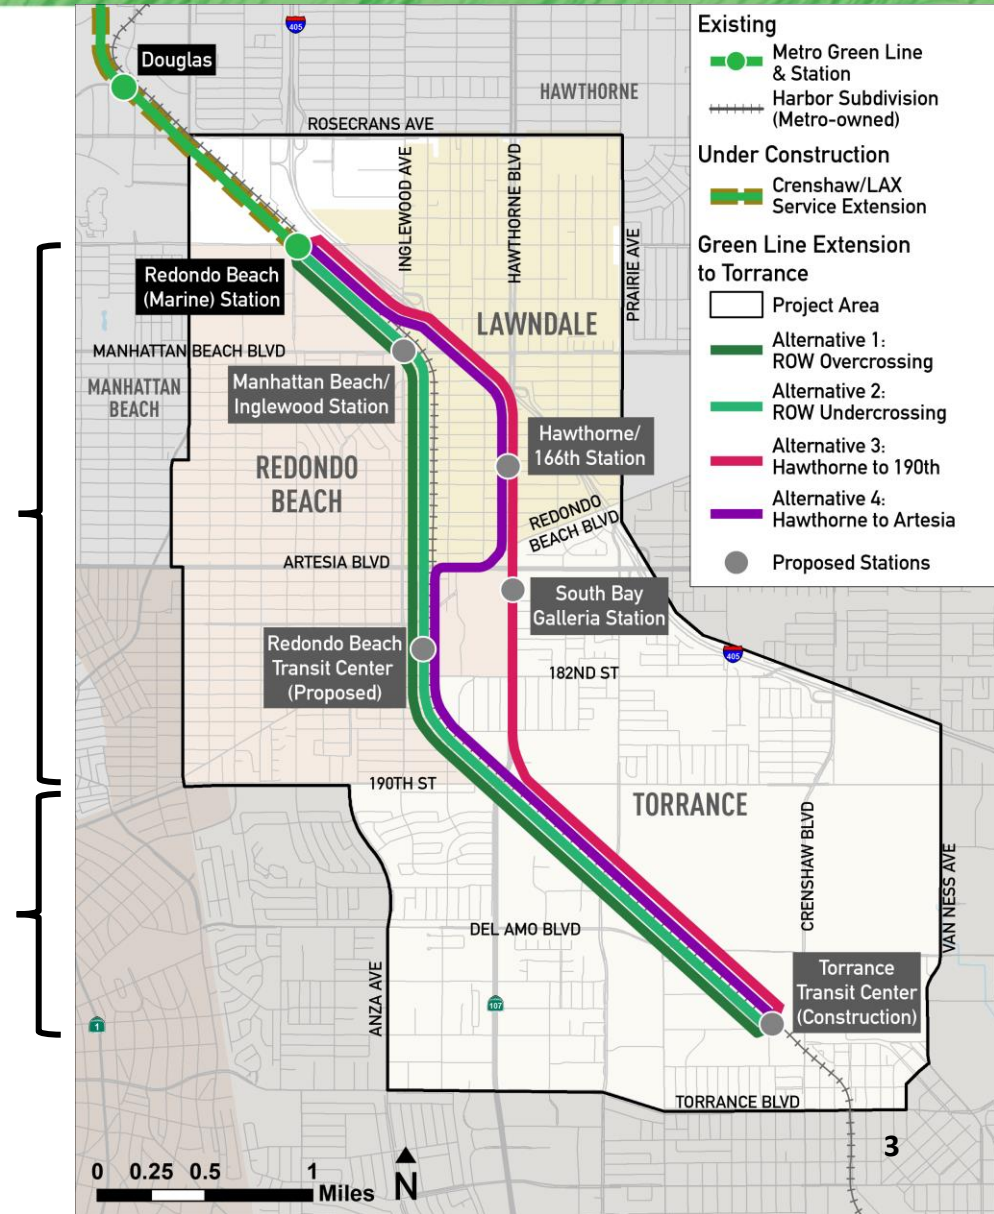 405
Douglas
HAWTHORNE
ROSECRANS AVE
INGLEWOOD AVE
HAWTHORNE BLVD
PRAIRIE AVE
Redondo Beach
(Marine) Station
LAWNDALE
MANHATTAN BEACH BLVD
MANHATTAN
BEACH
Manhattan Beach/
Inglewood Station
Hawthorne/
166th Station
REDONDO
BEACH
REDONDO
BEACH BLVD
ARTESIA BLVD
South Bay
Galleria Station
Redondo Beach
Transit Center
(Proposed)
405
182ND ST
190TH ST
TORRANCE
CRENSHAW BLVD
VAN NESS AVE
DEL AMO BLVD
ANZA AVE
107
1
Torrance
Transit Center
(Construction)
TORRANCE BLVD
3
0 0.25 0.5 1
Miles
N
Existing
Metro Green Line
& Station
Harbor Subdivision
(Metro-owned)
Under Construction
Crenshaw/LAX
Service Extension
Green Line Extension
to Torrance
Project Area
Alternative 1:
ROW Overcrossing
Alternative 2:
ROW Undercrossing
Alternative 3:
Hawthorne to 190th
Alternative 4:
Hawthorne to Artesia
Proposed Stations